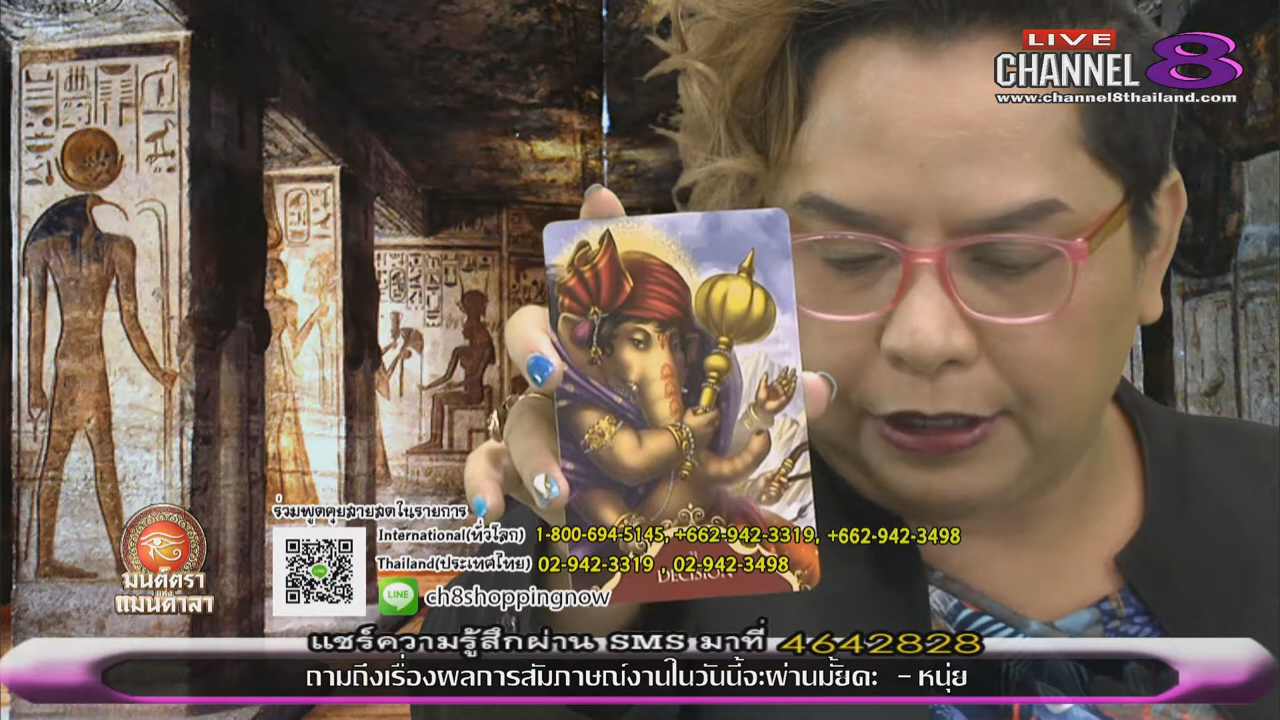 LIVE
CHANNEL 8
www.channel8thailand.com
ร่วมพูดคุยสายสดในรายการ
International(ทั่วโลก) 1-800-694-5145, +662-942-3319, +662-942-3498
Thailand(ประเทศไทย) 02-942-3319 , 02-942-3498
DECISION
LINE ch8shoppingnow
LINE
มนต์ตรา
แห่ง
แมนดาลา
แชร์ความรู้สึกผ่าน SMS มาที่ 4642828
ถามถึงเรื่องผลการสัมภาษณ์งานในวันนี้จะผ่านมั้ยคะ - หนุ่ย